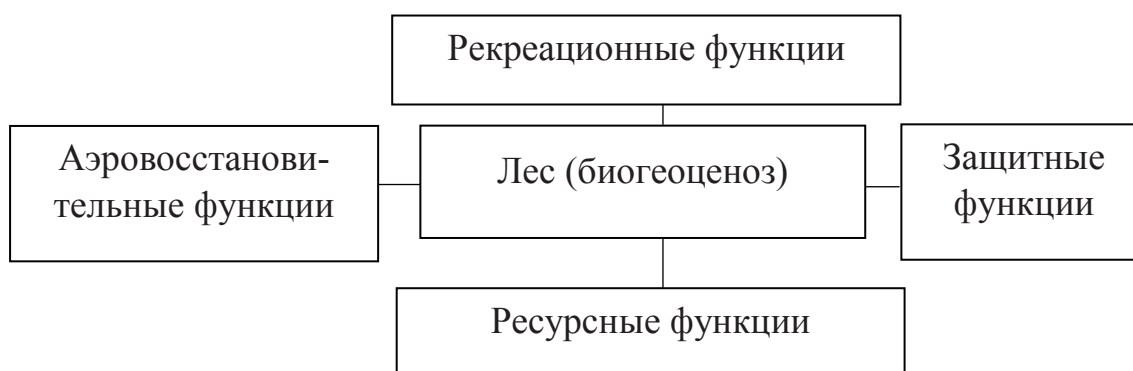 Рекреационные функции
Аэровосстанови-
тельные функции
Лес (биогеоценоз)
Защитные
функции
Ресурсные функции